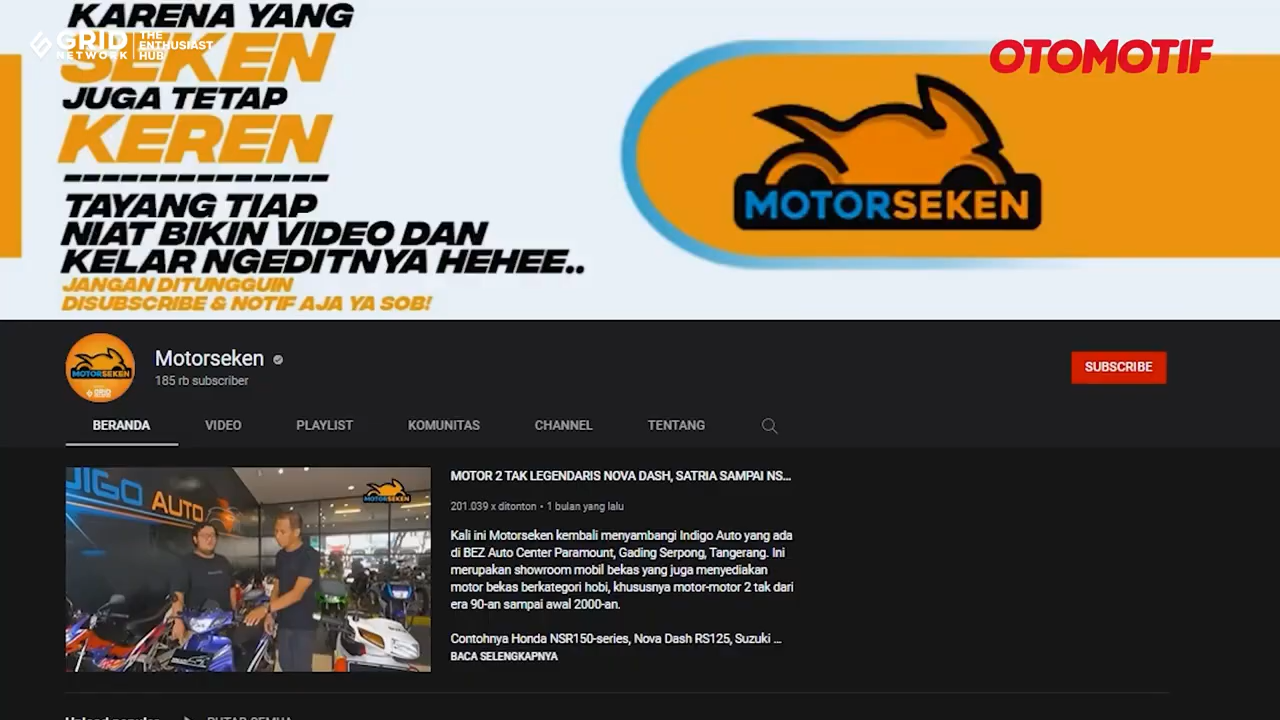 KARENA YANG
SEKEN
JUGA TETAP
KEREN
TAYANG TIAP
NIAT BIKIN VIDEO DAN
KELAR NGEDITNYA HEHEE..
JANGAN DITUNGGUIN
DISUBSCRIBE & NOTIF AJA YA SOB!
GRID NETWORK
THE ENTHUSIAST HUB
OTOMOTIF
MOTORSEKEN
MOTORSEKEN
GRID
Motorseken
185 rb subscriber
SUBSCRIBE
BERANDA VIDEO PLAYLIST KOMUNITAS CHANNEL TENTANG
INDIGO AUTO
MOTORSEKEN
MOTOR 2 TAK LEGENDARIS NOVA DASH, SATRIA SAMPAI NS...
201.039 x ditonton • 1 bulan yang lalu
Kali ini Motorseken kembali menyambangi Indigo Auto yang ada
di BEZ Auto Center Paramount, Gading Serpong, Tangerang. Ini
merupakan showroom mobil bekas yang juga menyediakan
motor bekas berkategori hobi, khususnya motor-motor 2 tak dari
era 90-an sampai awal 2000-an.
Contohnya Honda NSR150-series, Nova Dash RS125, Suzuki ...
BACA SELENGKAPNYA